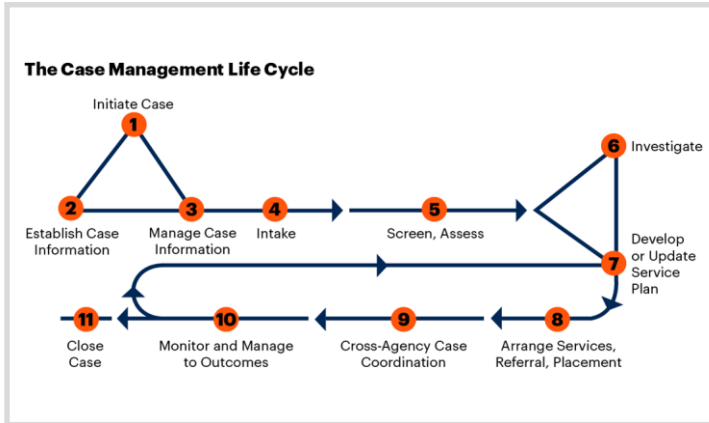 The Case Management Life Cycle
Initiate Case
1
2
3
4
5
6
Investigate
Establish Case
Information
Manage Case
Information
Intake
Screen, Assess
7
Develop
or Update
Service
Plan
11
10
9
8
Close
Case
Monitor and Manage
to Outcomes
Cross-Agency Case
Coordination
Arrange Services,
Referral, Placement